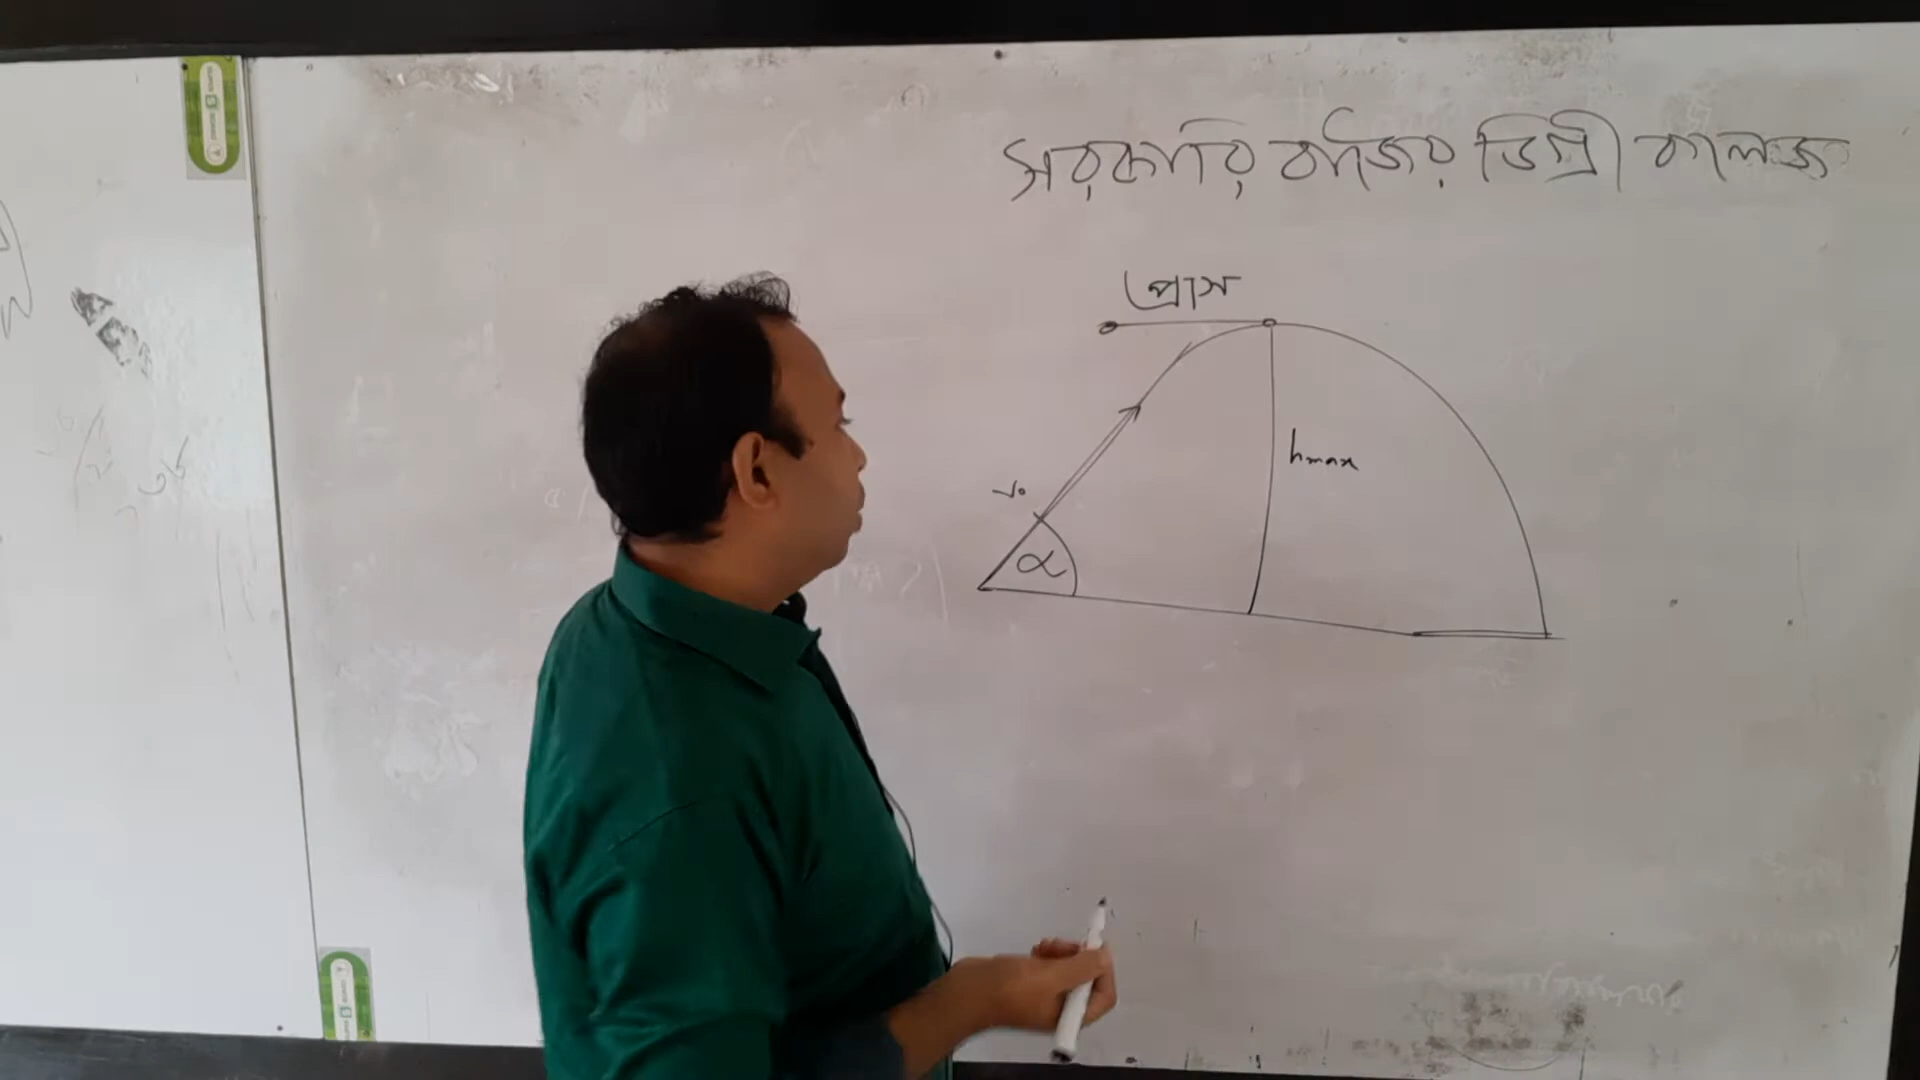 সরকারি বাজির ডিগ্রী কলেজ
প্রাস
hmax
v₀
α